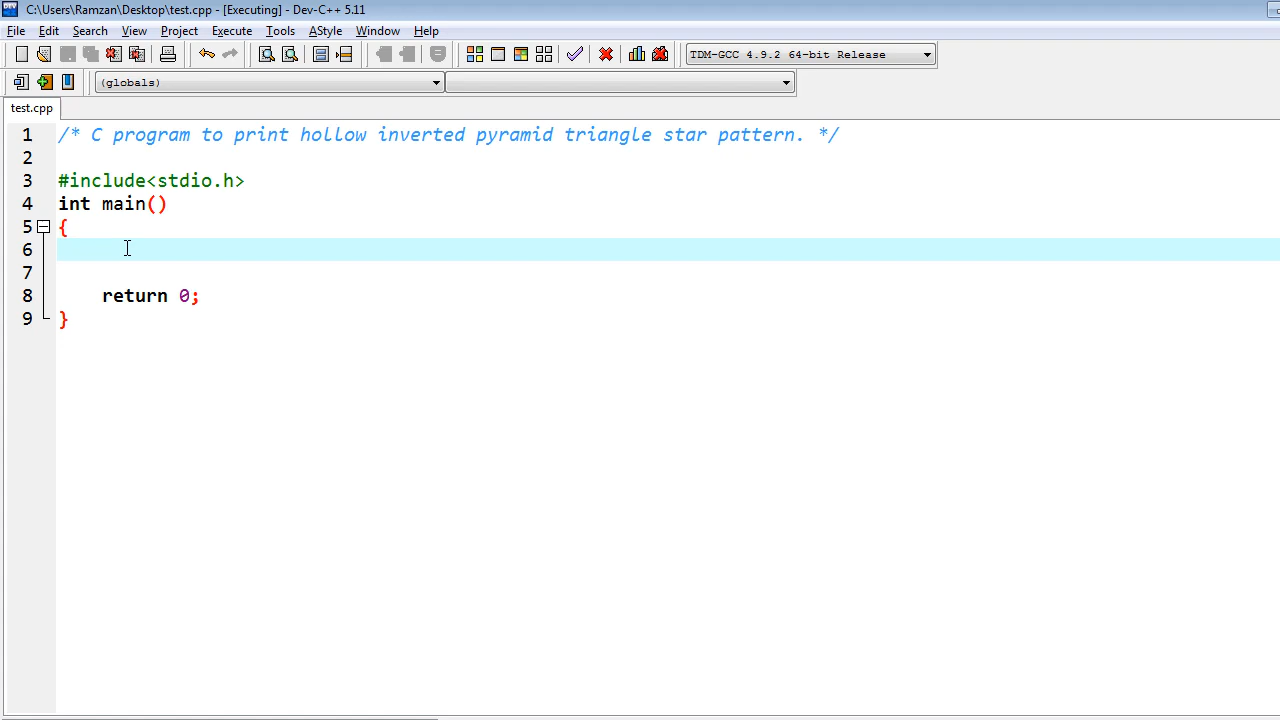 C:\Users\Ramzan\Desktop\test.cpp - [Executing] - Dev-C++ 5.11
File Edit Search View Project Execute Tools AStyle Window Help
TDM-GCC 4.9.2 64-bit Release
(globals)
test.cpp
1 /* C program to print hollow inverted pyramid triangle star pattern. */
2
3 #include<stdio.h>
4 int main()
5 {
6
7
8 return 0;
9 }